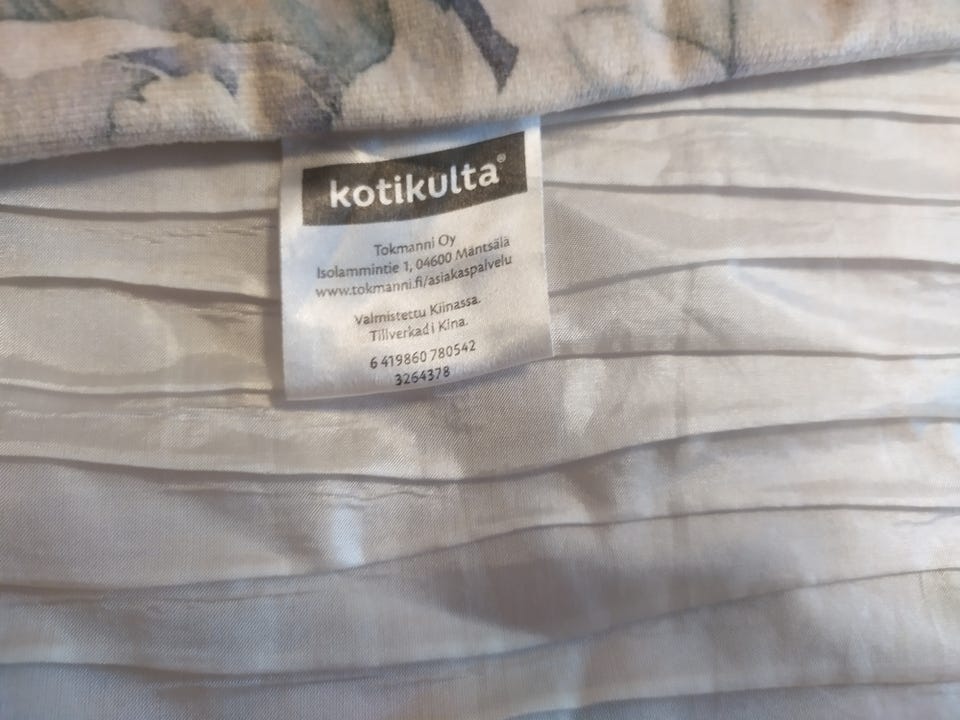 kotikulta®
Tokmanni Oy
Isolammintie 1, 04600 Mäntsälä
www.tokmanni.fi/asiakaspalvelu
Valmistettu Kiinassa.
Tillverkad i Kina.
6 419860 780542
3264378